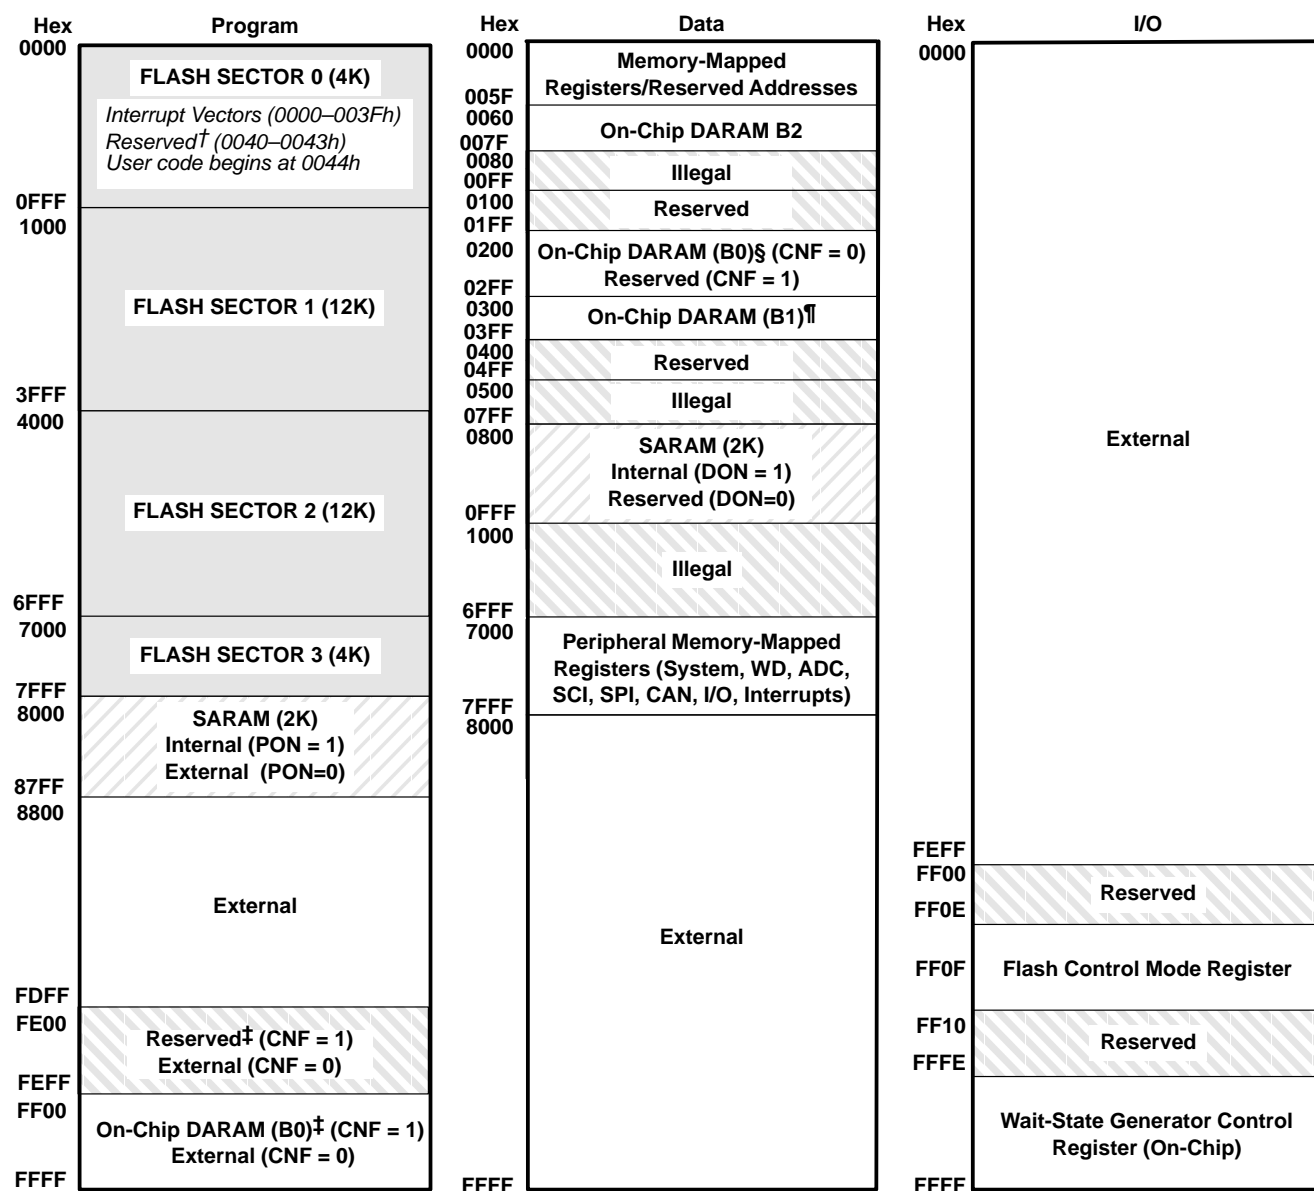 Hex Program
0000
FLASH SECTOR 0 (4K)
Interrupt Vectors (0000–003Fh)
Reserved† (0040–0043h)
User code begins at 0044h
0FFF
1000
FLASH SECTOR 1 (12K)
3FFF
4000
FLASH SECTOR 2 (12K)
6FFF
7000
FLASH SECTOR 3 (4K)
7FFF
8000
SARAM (2K)
Internal (PON = 1)
External (PON=0)
87FF
8800
External
FDFF
FE00
Reserved‡ (CNF = 1)
External (CNF = 0)
FEFF
FF00
On-Chip DARAM (B0)‡ (CNF = 1)
External (CNF = 0)
FFFF
Hex Data
0000
Memory-Mapped
Registers/Reserved Addresses
005F
0060
On-Chip DARAM B2
007F
0080
Illegal
00FF
0100
Reserved
01FF
0200
On-Chip DARAM (B0)§ (CNF = 0)
Reserved (CNF = 1)
02FF
0300
On-Chip DARAM (B1)¶
03FF
0400
Reserved
04FF
0500
Illegal
07FF
0800
SARAM (2K)
Internal (DON = 1)
Reserved (DON=0)
0FFF
1000
Illegal
6FFF
7000
Peripheral Memory-Mapped
Registers (System, WD, ADC,
SCI, SPI, CAN, I/O, Interrupts)
7FFF
8000
External
FFFF
Hex I/O
0000
External
FEFF
FF00
Reserved
FF0E
FF0F Flash Control Mode Register
FF10
Reserved
FFFE
Wait-State Generator Control
Register (On-Chip)
FFFF